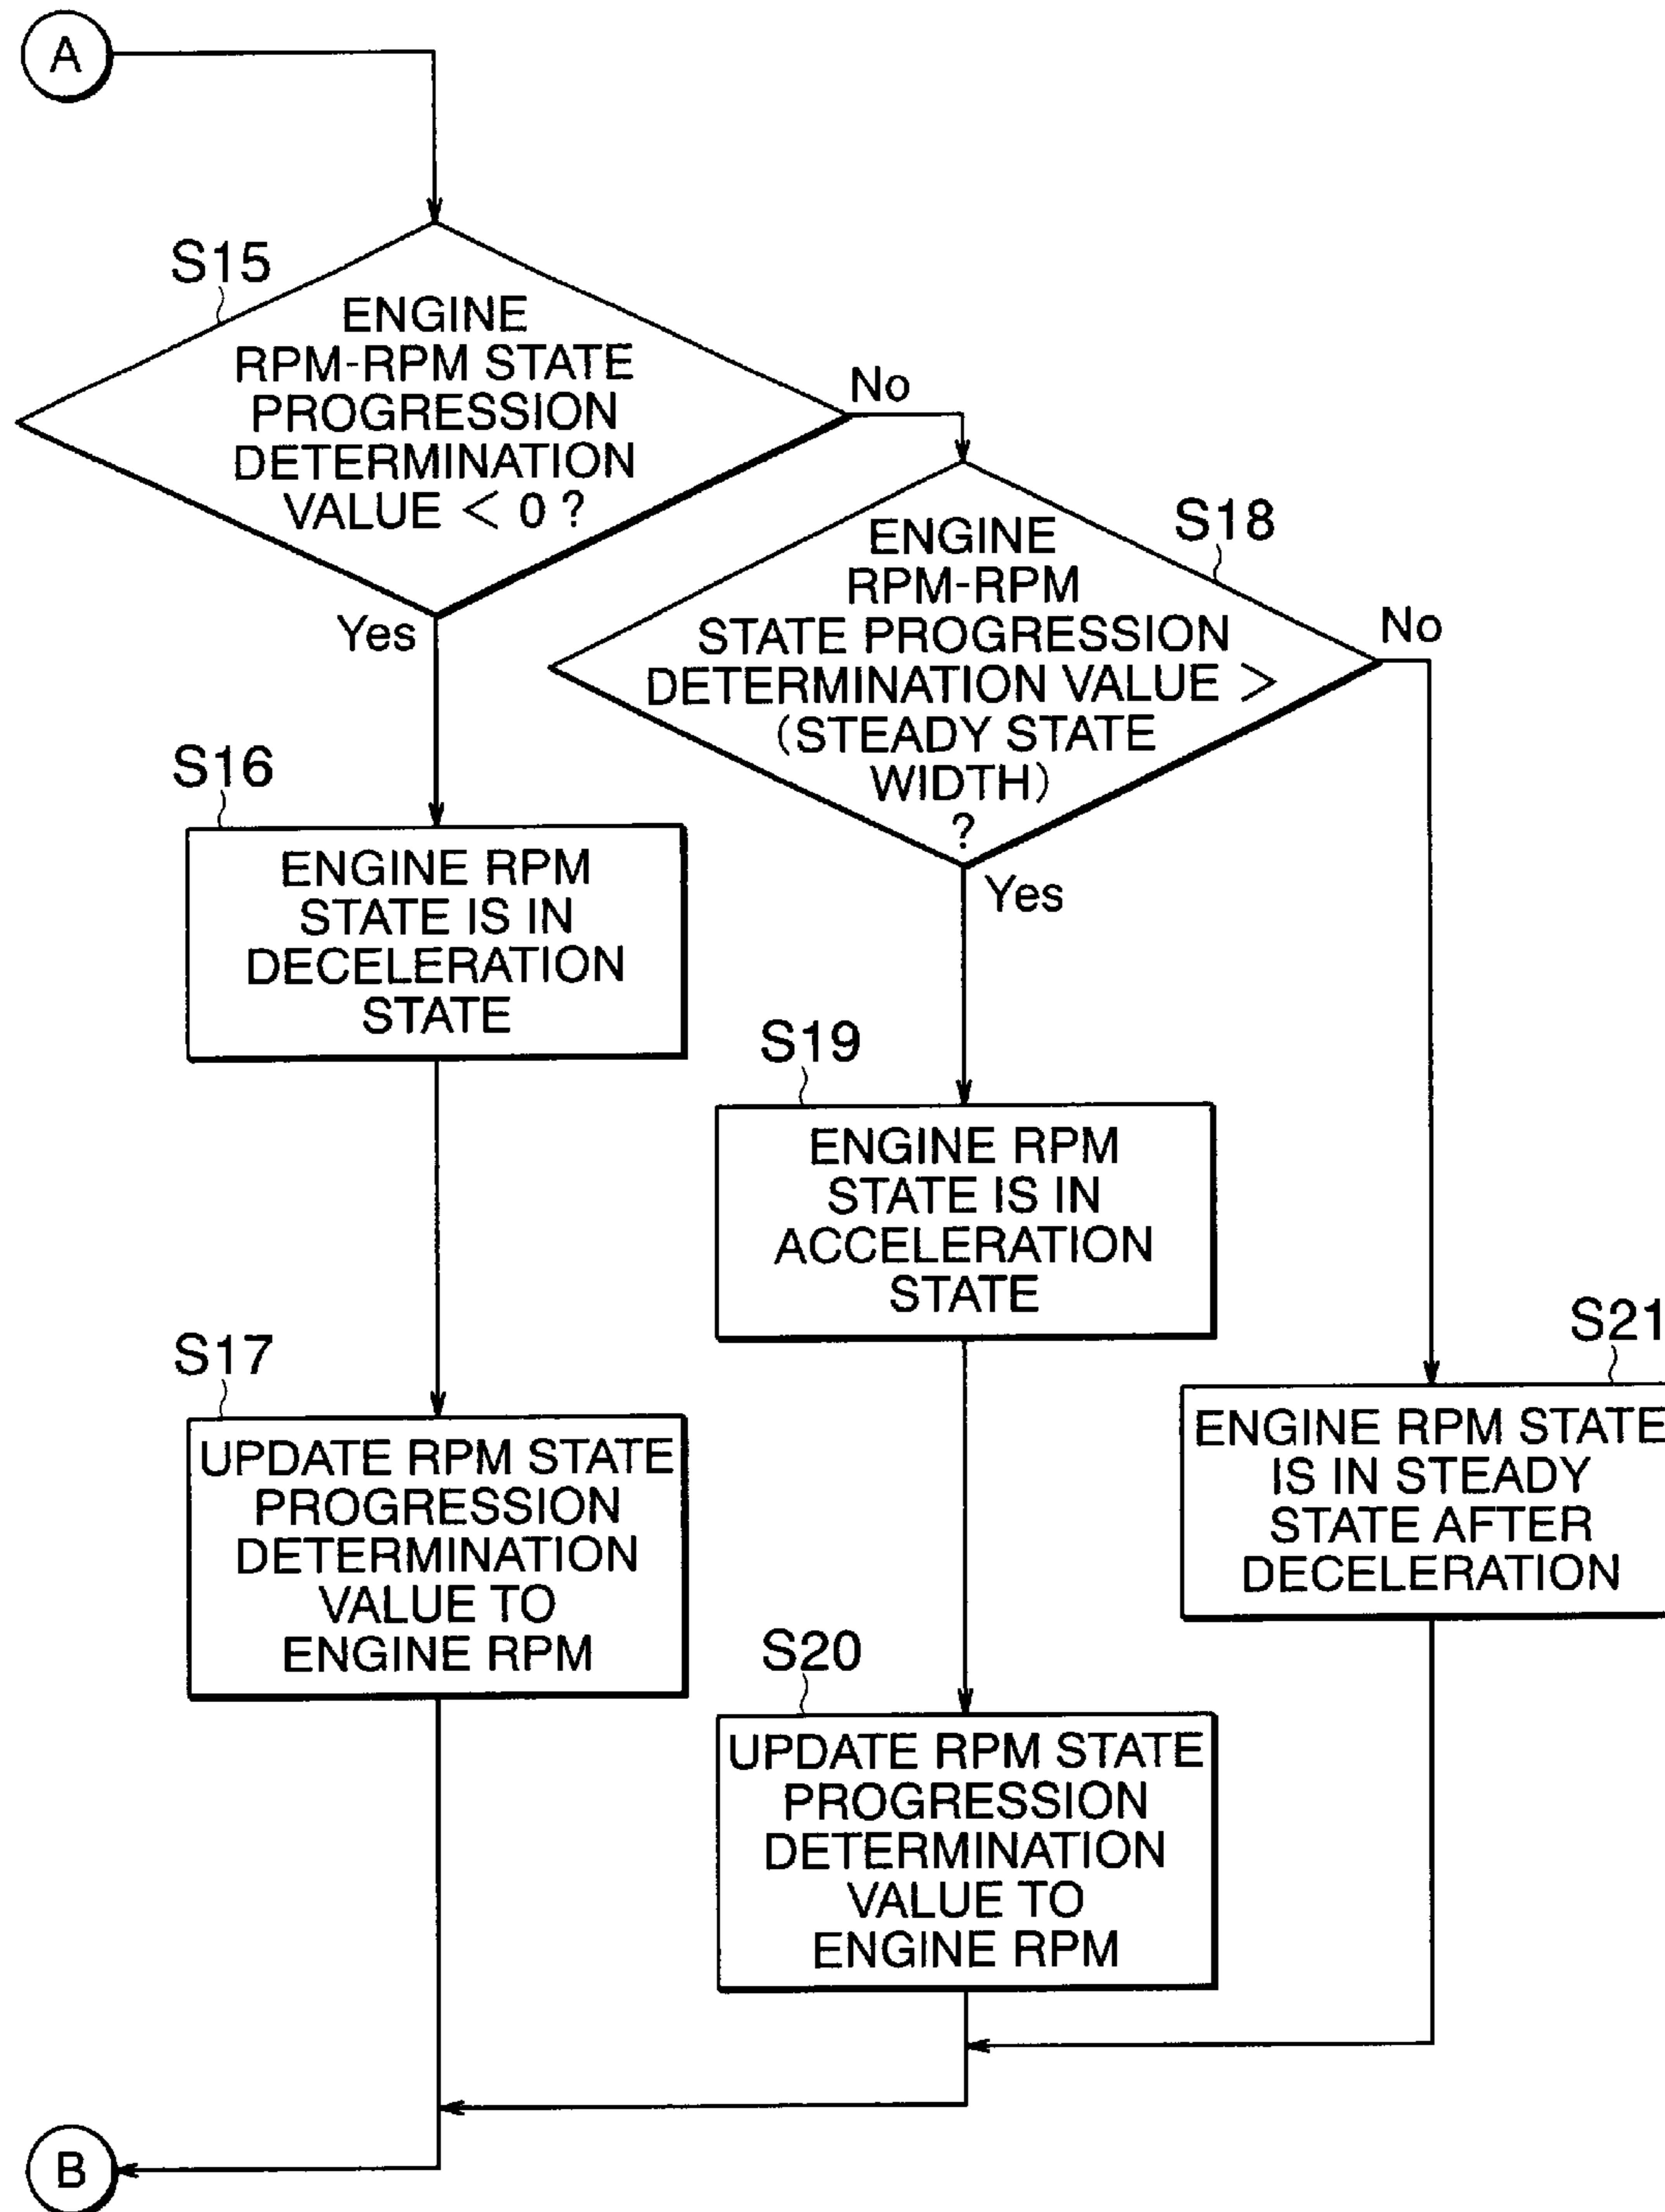 A
S15
ENGINE
RPM-RPM STATE
PROGRESSION
DETERMINATION
VALUE < 0 ?
No
Yes
S18
ENGINE
RPM-RPM
STATE PROGRESSION
DETERMINATION VALUE >
(STEADY STATE
WIDTH)
?
No
Yes
S16
ENGINE RPM
STATE IS IN
DECELERATION
STATE
S19
ENGINE RPM
STATE IS IN
ACCELERATION
STATE
S17
UPDATE RPM STATE
PROGRESSION
DETERMINATION
VALUE TO
ENGINE RPM
S21
ENGINE RPM STATE
IS IN STEADY
STATE AFTER
DECELERATION
S20
UPDATE RPM STATE
PROGRESSION
DETERMINATION
VALUE TO
ENGINE RPM
B